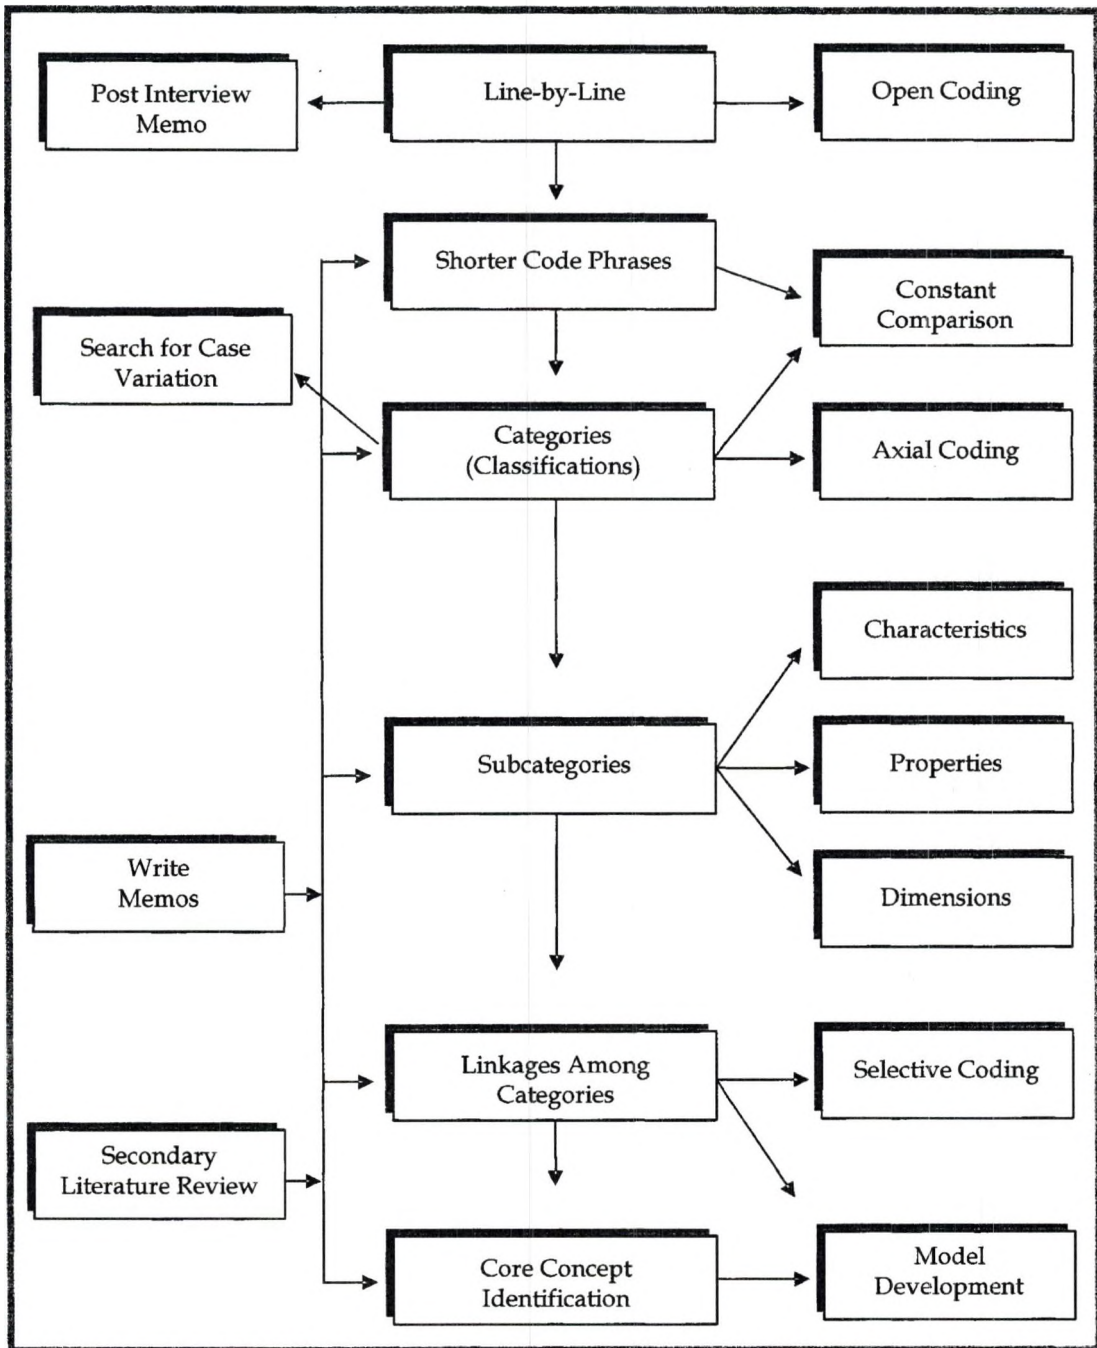 Post Interview
Memo
Line-by-Line
Open Coding
Shorter Code Phrases
Constant
Comparison
Search for Case
Variation
Categories
(Classifications)
Axial Coding
Characteristics
Subcategories
Properties
Write
Memos
Dimensions
Linkages Among
Categories
Selective Coding
Secondary
Literature Review
Core Concept
Identification
Model
Development